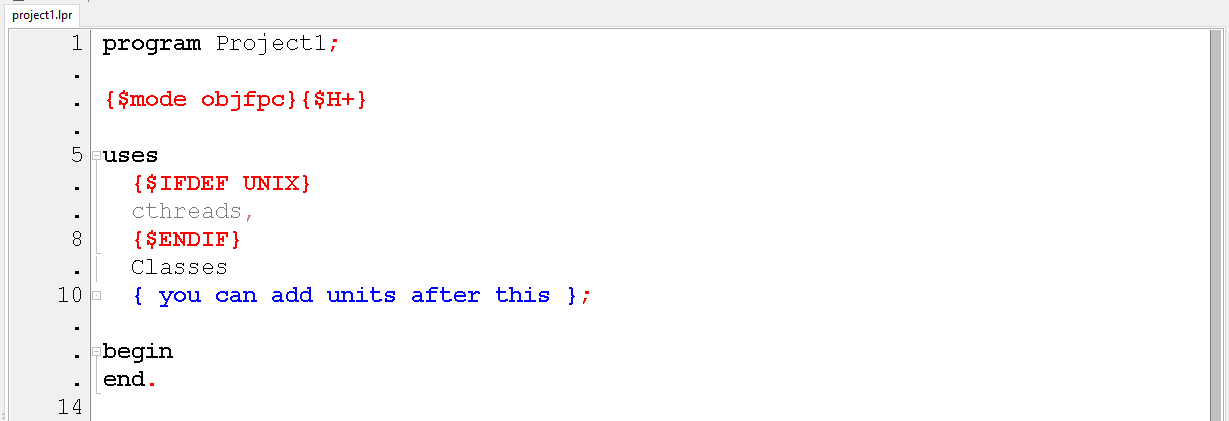 project1.lpr
1 program Project1;
.
. {$mode objfpc}{$H+}
.
5 uses
. {$IFDEF UNIX}
. cthreads,
8 {$ENDIF}
. Classes
10 { you can add units after this };
.
. begin
. end.
14